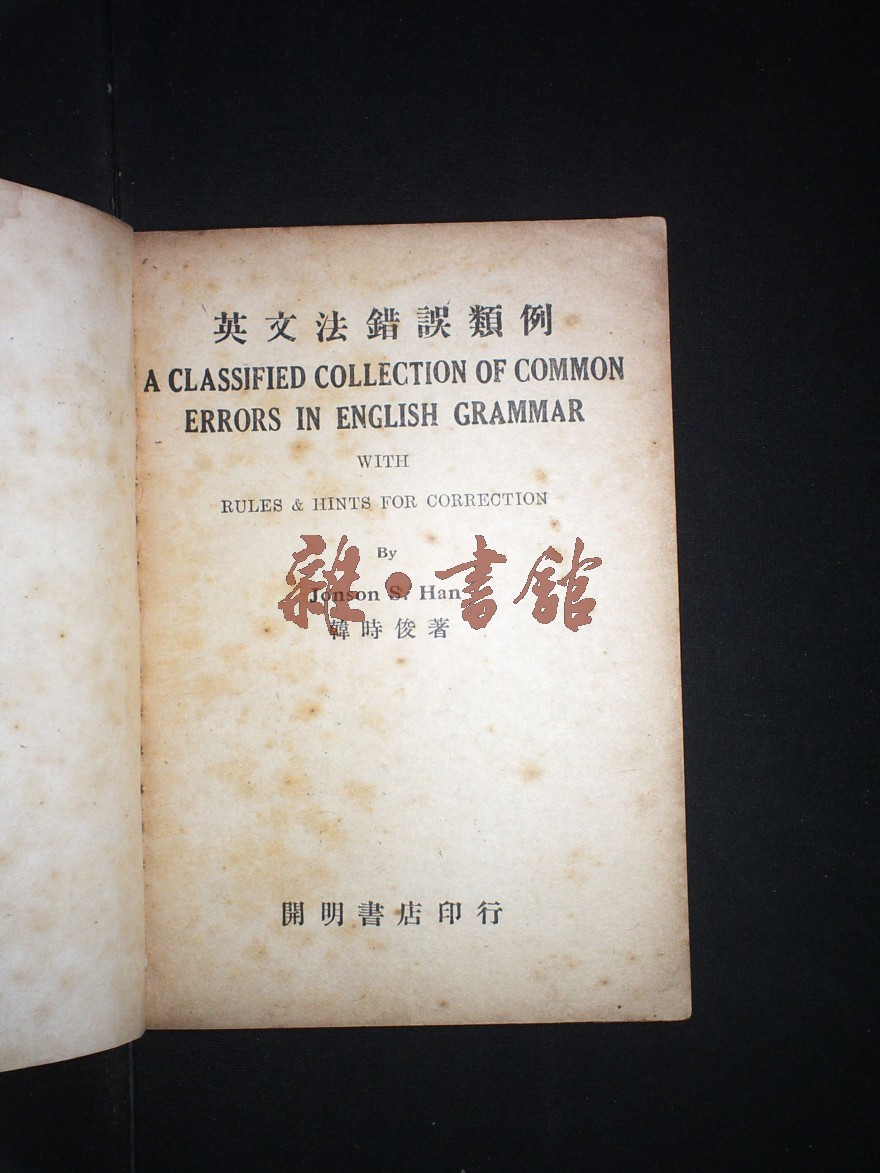 英文法錯誤類例
A CLASSIFIED COLLECTION OF COMMON
ERRORS IN ENGLISH GRAMMAR
WITH
RULES & HINTS FOR CORRECTION
By
Jonson S. Han
雜·書館
韓時俊著
開明書店印行